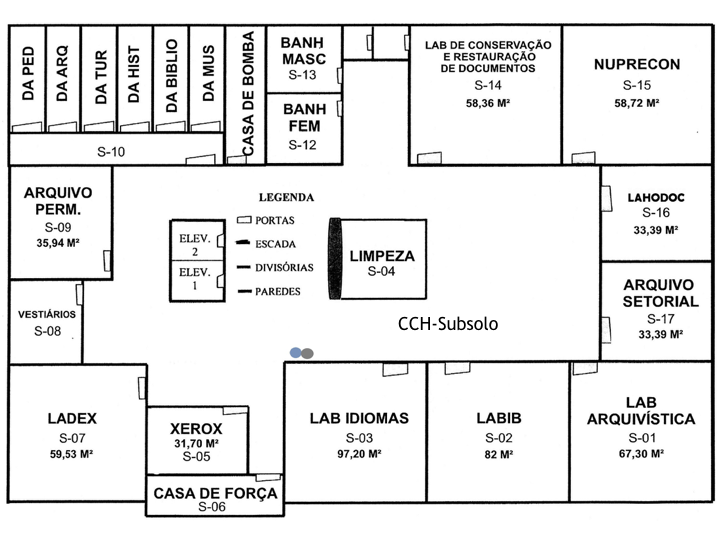 DA PED
DA ARQ
DA TUR
DA HIST
DA BIBLIO
DA MUS
CASA DE BOMBA
BANH
MASC
S-13
BANH
FEM
S-12
LAB DE CONSERVAÇÃO
E RESTAURAÇÃO
DE DOCUMENTOS
S-14
58,36 M²
NUPRECON
S-15
58,72 M²
S-10
ARQUIVO
PERM.
S-09
35,94 M²
ELEV.
2
ELEV.
1
LEGENDA
PORTAS
ESCADA
DIVISÓRIAS
PAREDES
LIMPEZA
S-04
LAHODOC
S-16
33,39 M²
ARQUIVO
SETORIAL
S-17
33,39 M²
VESTIÁRIOS
S-08
CCH-Subsolo
LADEX
S-07
59,53 M²
XEROX
31,70 M²
S-05
CASA DE FORÇA
S-06
LAB IDIOMAS
S-03
97,20 M²
LABIB
S-02
82 M²
LAB
ARQUIVÍSTICA
S-01
67,30 M²